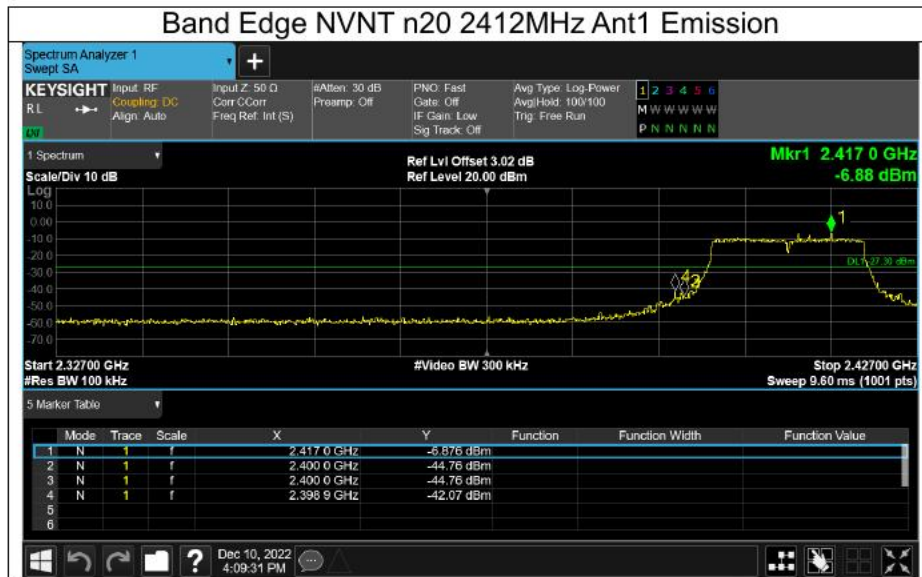 Band Edge NVNT n20 2412MHz Ant1 Emission
Spectrum Analyzer 1
Swept SA
+
KEYSIGHT Input: RF Input Z: 50 Ω #Atten: 30 dB PNO: Fast Avg Type: Log-Power 1 2 3 4 5 6
R L Coupling: DC Corr CCorr Preamp: Off Gate: Off Avg|Hold: 100/100 M W W W W W
Align: Auto Freq Ref: Int (S) IF Gain: Low Trig: Free Run
Sig Track: Off P N N N N N
LXI
1 Spectrum
Ref Lvl Offset 3.02 dB Mkr1 2.417 0 GHz
Scale/Div 10 dB Ref Level 20.00 dBm -6.88 dBm
Log
10.0
0.00
-10.0
-20.0
-30.0
-40.0
-50.0
-60.0
-70.0
1
DL1 -27.30 dBm
4
Start 2.32700 GHz #Video BW 300 kHz Stop 2.42700 GHz
#Res BW 100 kHz Sweep 9.60 ms (1001 pts)
5 Marker Table
Mode Trace Scale X Y Function Function Width Function Value
1 N 1 f 2.417 0 GHz -6.876 dBm
2 N 1 f 2.400 0 GHz -44.76 dBm
3 N 1 f 2.400 0 GHz -44.76 dBm
4 N 1 f 2.398 9 GHz -42.07 dBm
5
6
? Dec 10, 2022
4:09:31 PM